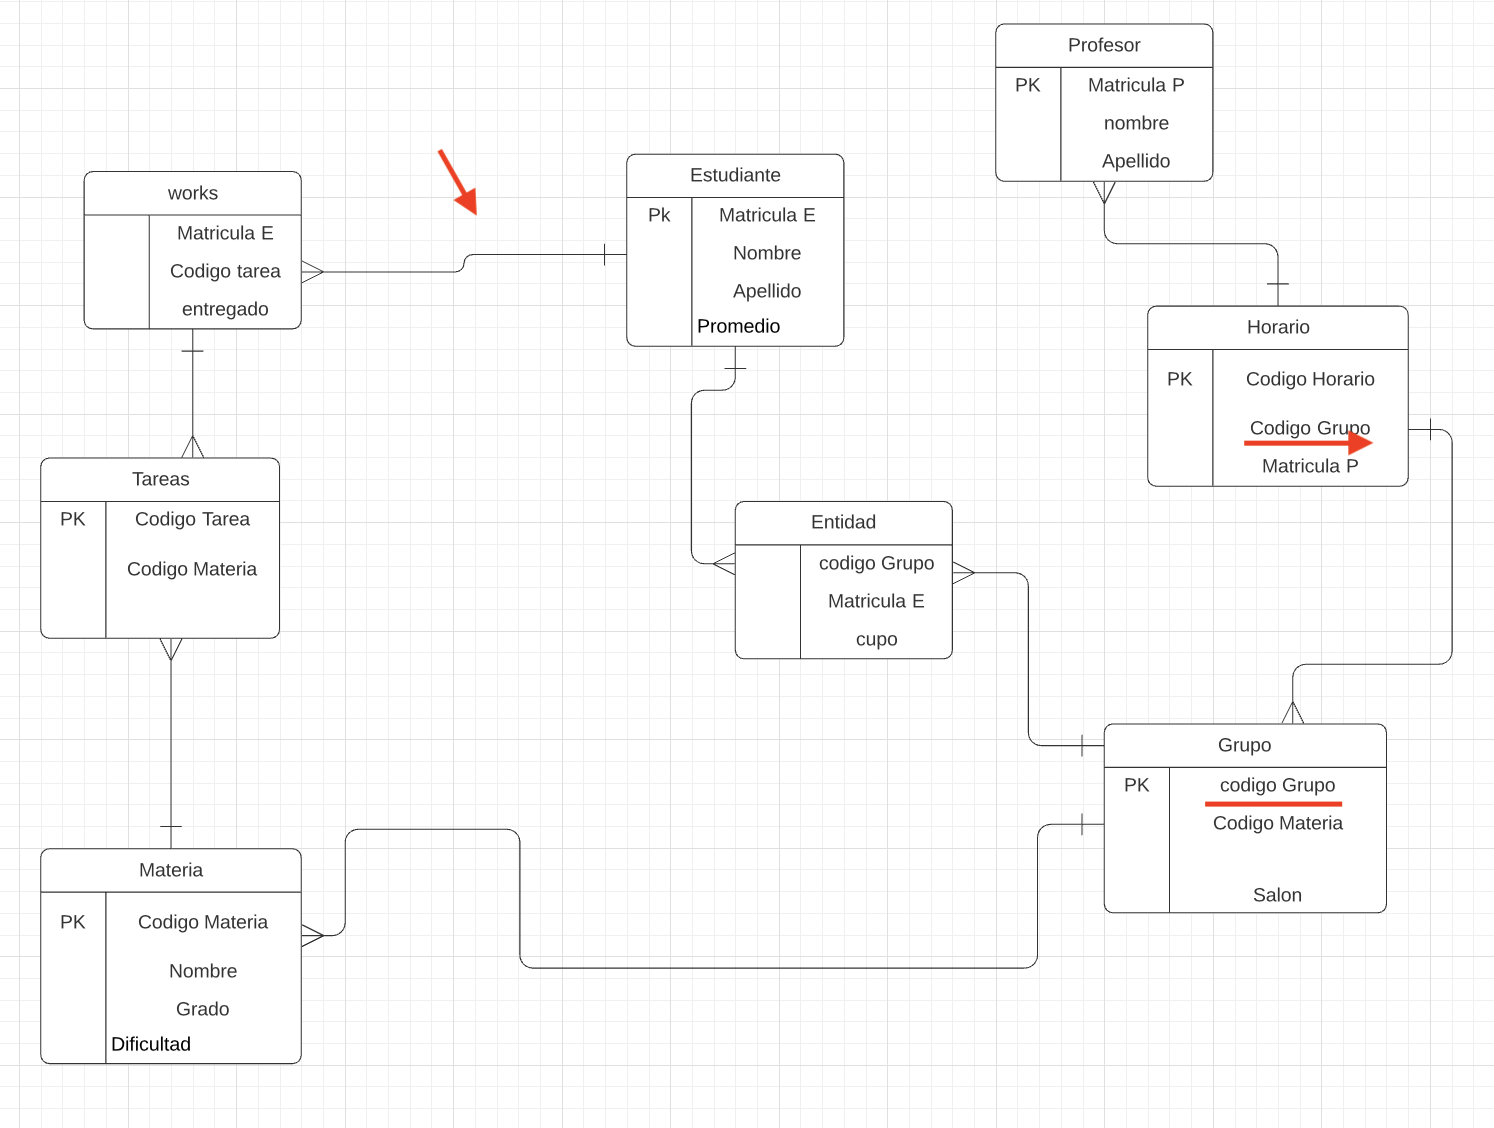 Profesor
PK Matricula P
nombre
Apellido
works
Matricula E
Codigo tarea
entregado
Estudiante
Pk Matricula E
Nombre
Apellido
Promedio
Horario
PK Codigo Horario
Codigo Grupo
Matricula P
Tareas
PK Codigo Tarea
Codigo Materia
Entidad
codigo Grupo
Matricula E
cupo
Grupo
PK codigo Grupo
Codigo Materia
Salon
Materia
PK Codigo Materia
Nombre
Grado
Dificultad